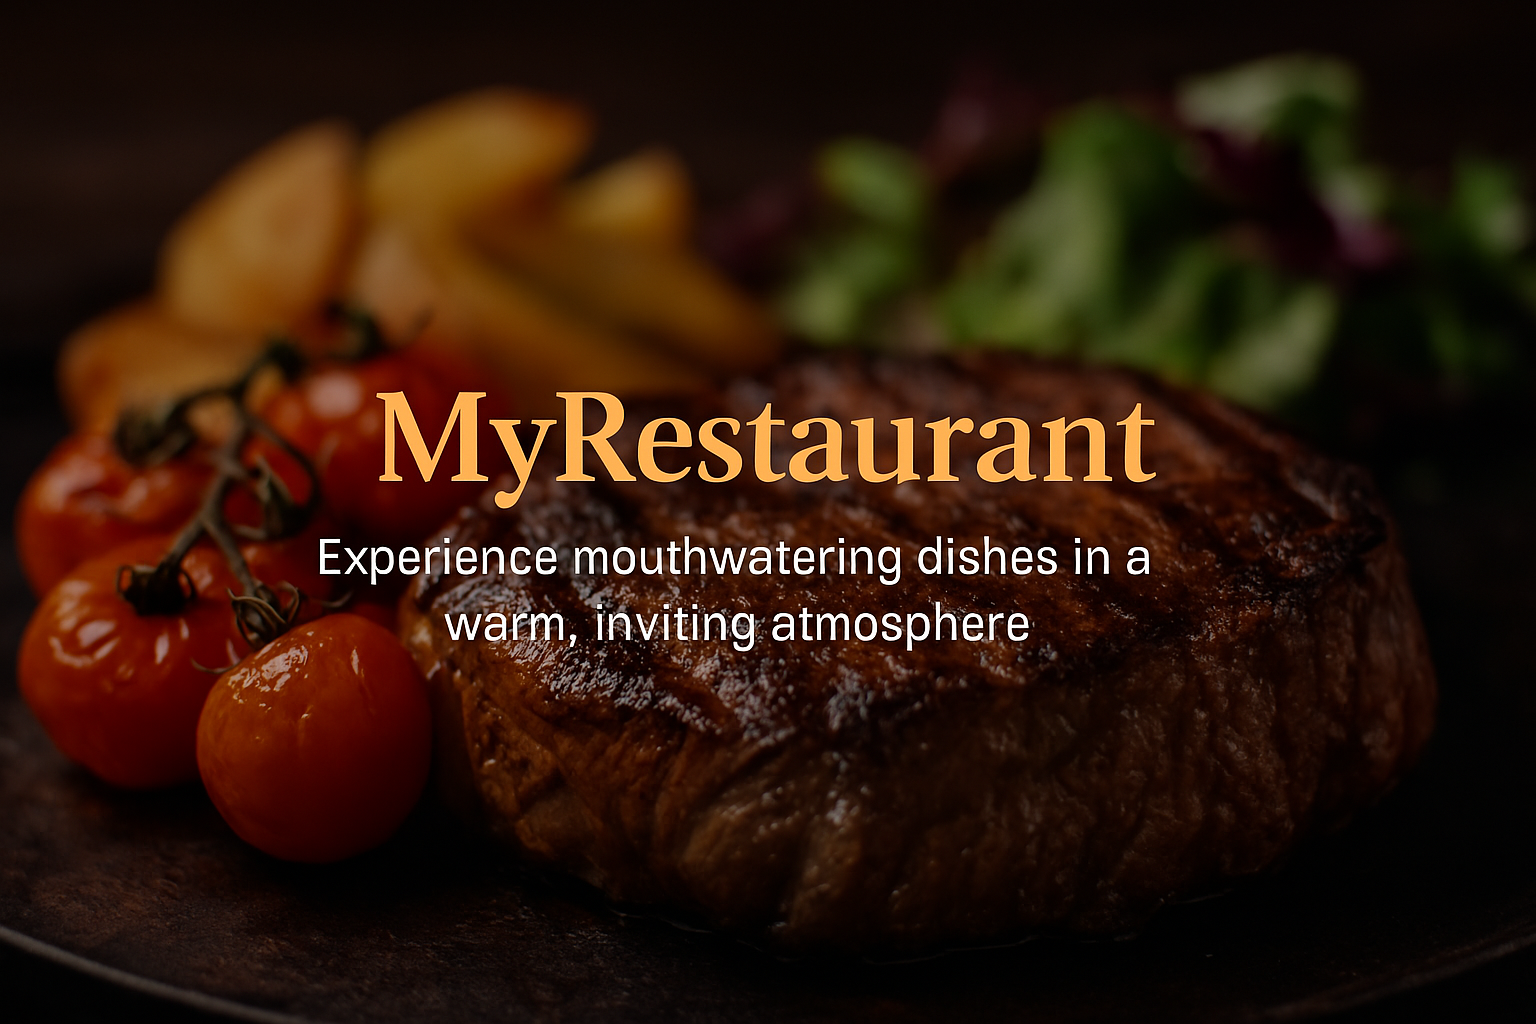 MyRestaurant
Experience mouthwatering dishes in a
warm, inviting atmosphere